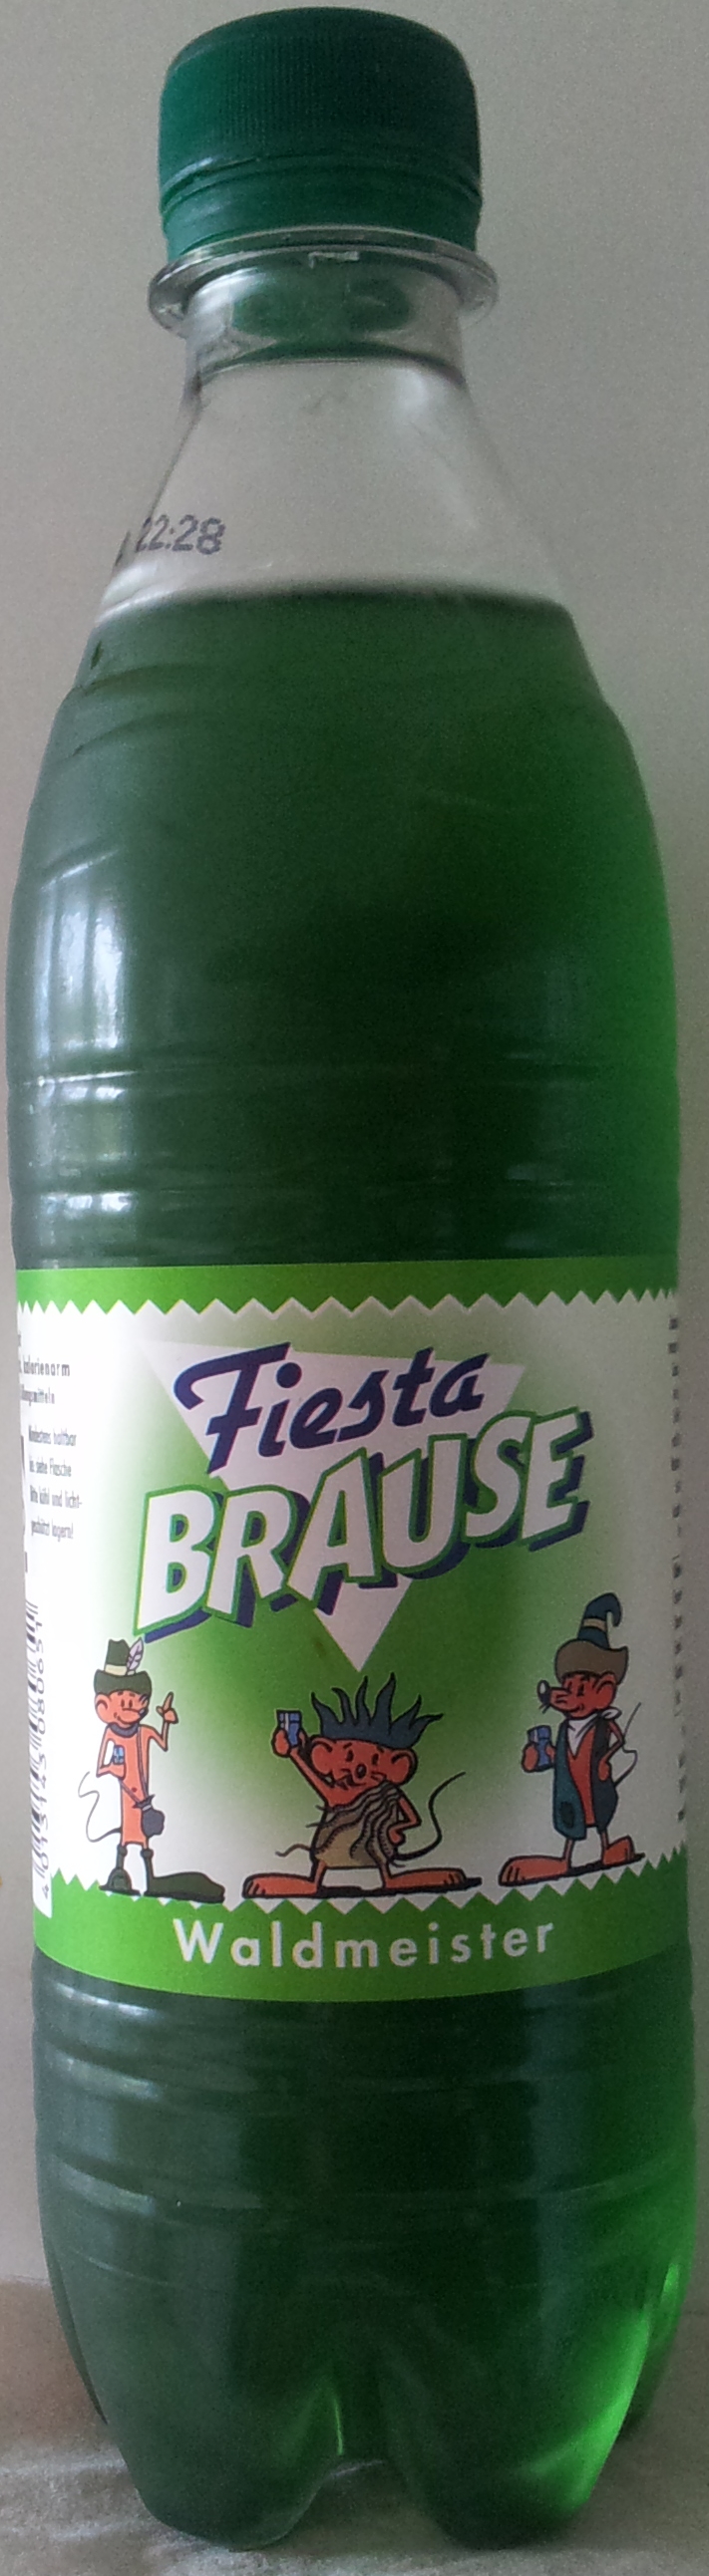 22:28
Fiesta
BRAUSE
kalorienarm
Mindestens haltbar
bis siehe Flasche
Bitte kühl und licht-
geschützt lagern!
Waldmeister